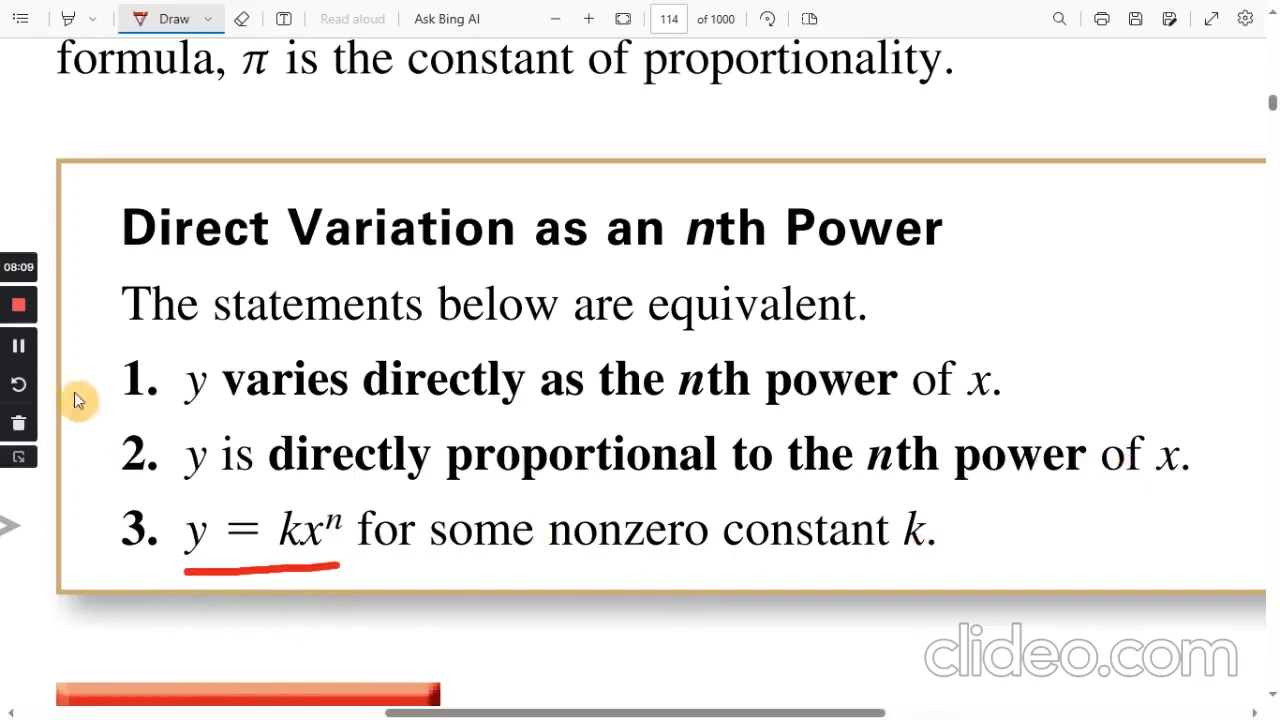 Draw Read aloud Ask Bing AI 114 of 1000
formula, π is the constant of proportionality.
Direct Variation as an nth Power
The statements below are equivalent.
1. y varies directly as the nth power of x.
2. y is directly proportional to the nth power of x.
3. y = kxⁿ for some nonzero constant k.
08:09
clideo.com